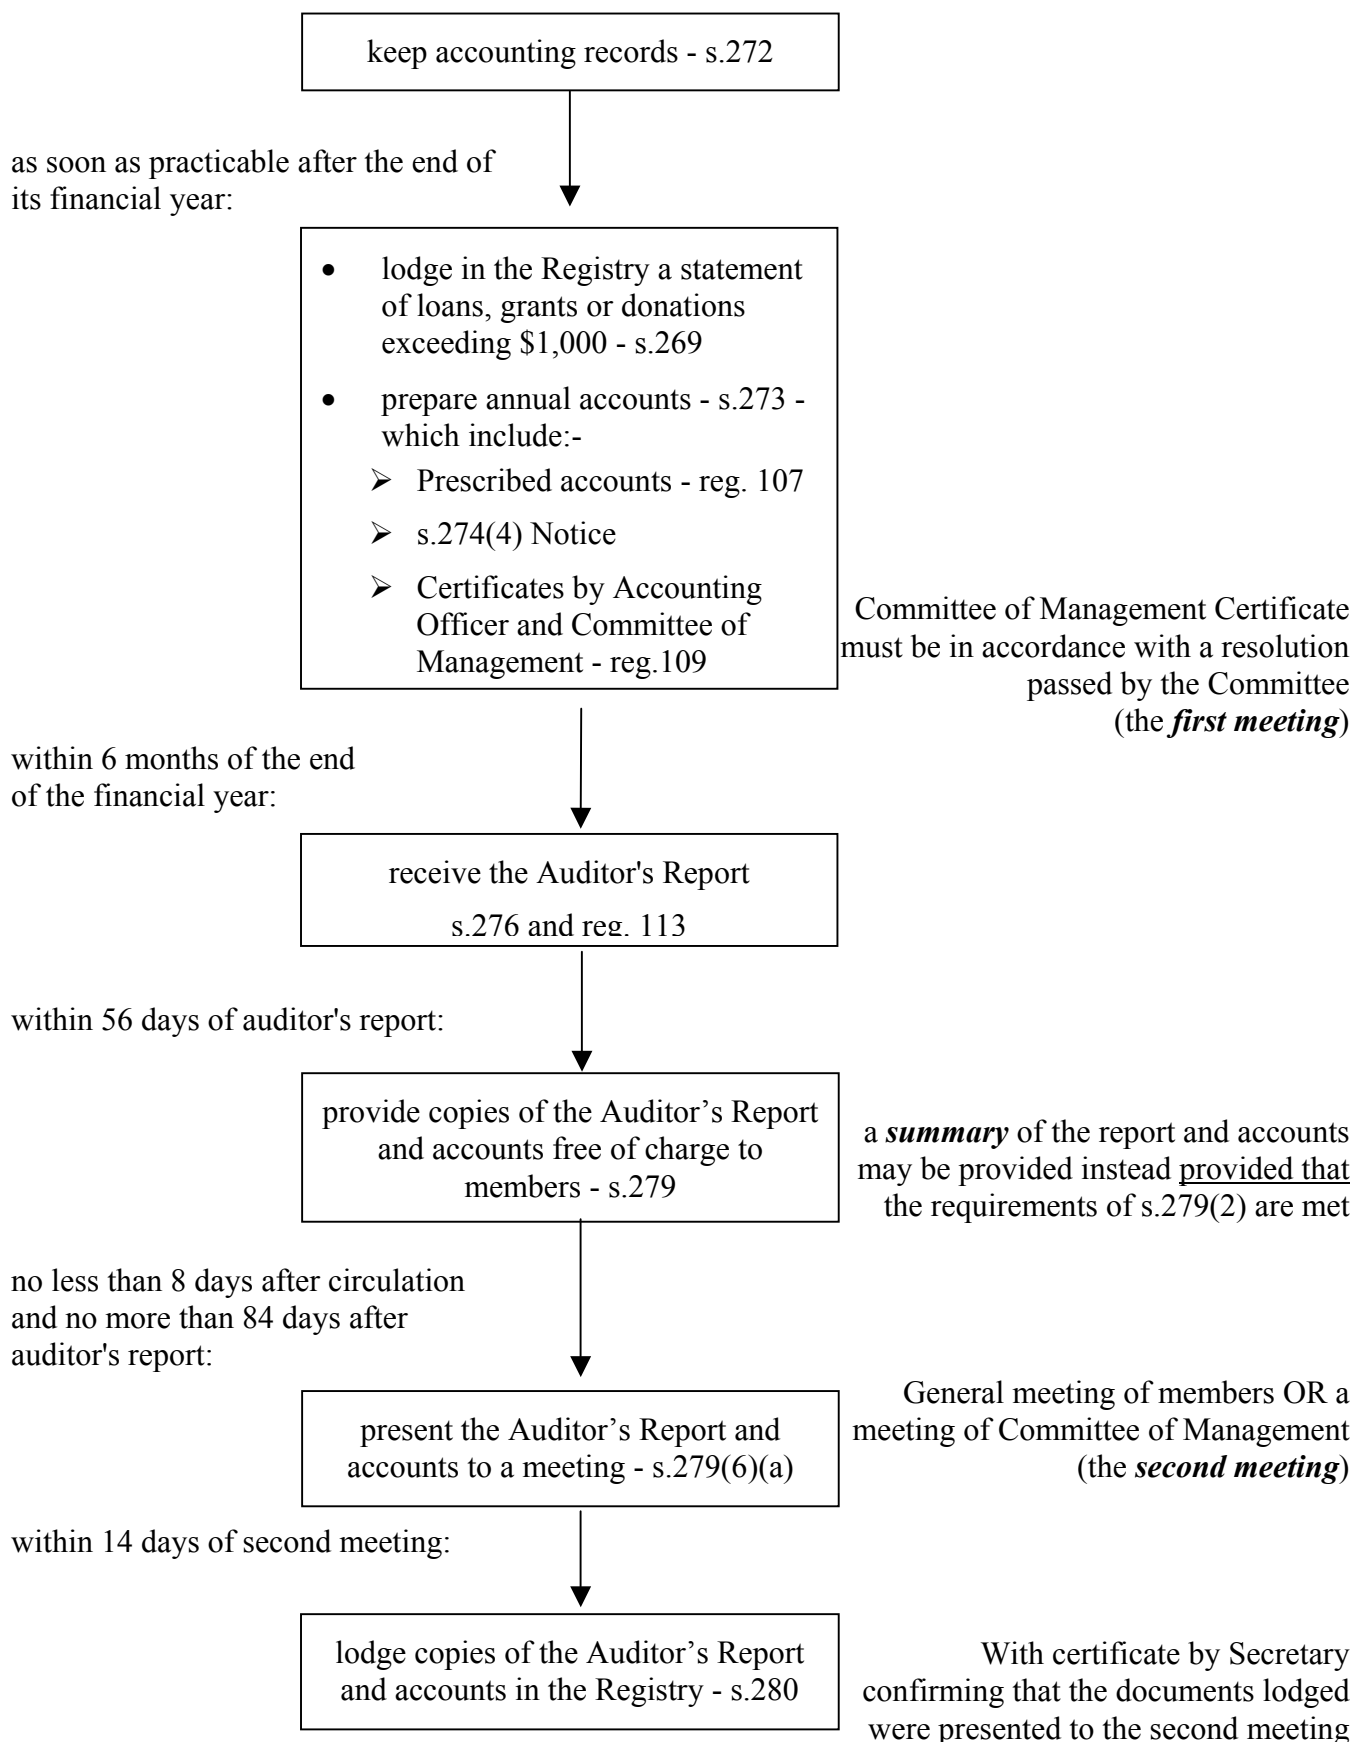 keep accounting records - s.272
as soon as practicable after the end of
its financial year:
• lodge in the Registry a statement
of loans, grants or donations
exceeding $1,000 - s.269
• prepare annual accounts - s.273 -
which include:-
➢ Prescribed accounts - reg. 107
➢ s.274(4) Notice
➢ Certificates by Accounting
Officer and Committee of
Management - reg.109
Committee of Management Certificate
must be in accordance with a resolution
passed by the Committee
(the first meeting)
within 6 months of the end
of the financial year:
receive the Auditor's Report
s.276 and reg. 113
within 56 days of auditor's report:
provide copies of the Auditor’s Report
and accounts free of charge to
members - s.279
a summary of the report and accounts
may be provided instead provided that
the requirements of s.279(2) are met
no less than 8 days after circulation
and no more than 84 days after
auditor's report:
present the Auditor’s Report and
accounts to a meeting - s.279(6)(a)
General meeting of members OR a
meeting of Committee of Management
(the second meeting)
within 14 days of second meeting:
lodge copies of the Auditor’s Report
and accounts in the Registry - s.280
With certificate by Secretary
confirming that the documents lodged
were presented to the second meeting